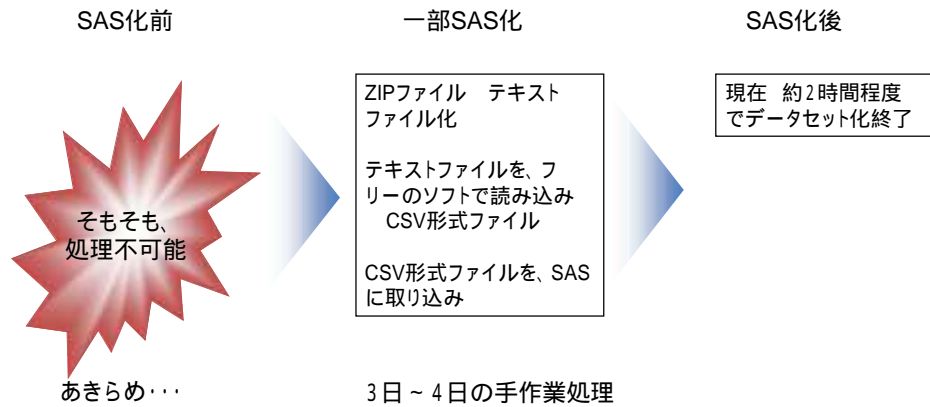 SAS化前
一部SAS化
SAS化後
そもそも、
処理不可能
ZIPファイル　テキスト
ファイル化
テキストファイルを、フ
リーのソフトで読み込み
CSV形式ファイル
CSV形式ファイルを、SAS
に取り込み
現在　約2時間程度
でデータセット化終了
あきらめ・・・
3日～4日の手作業処理